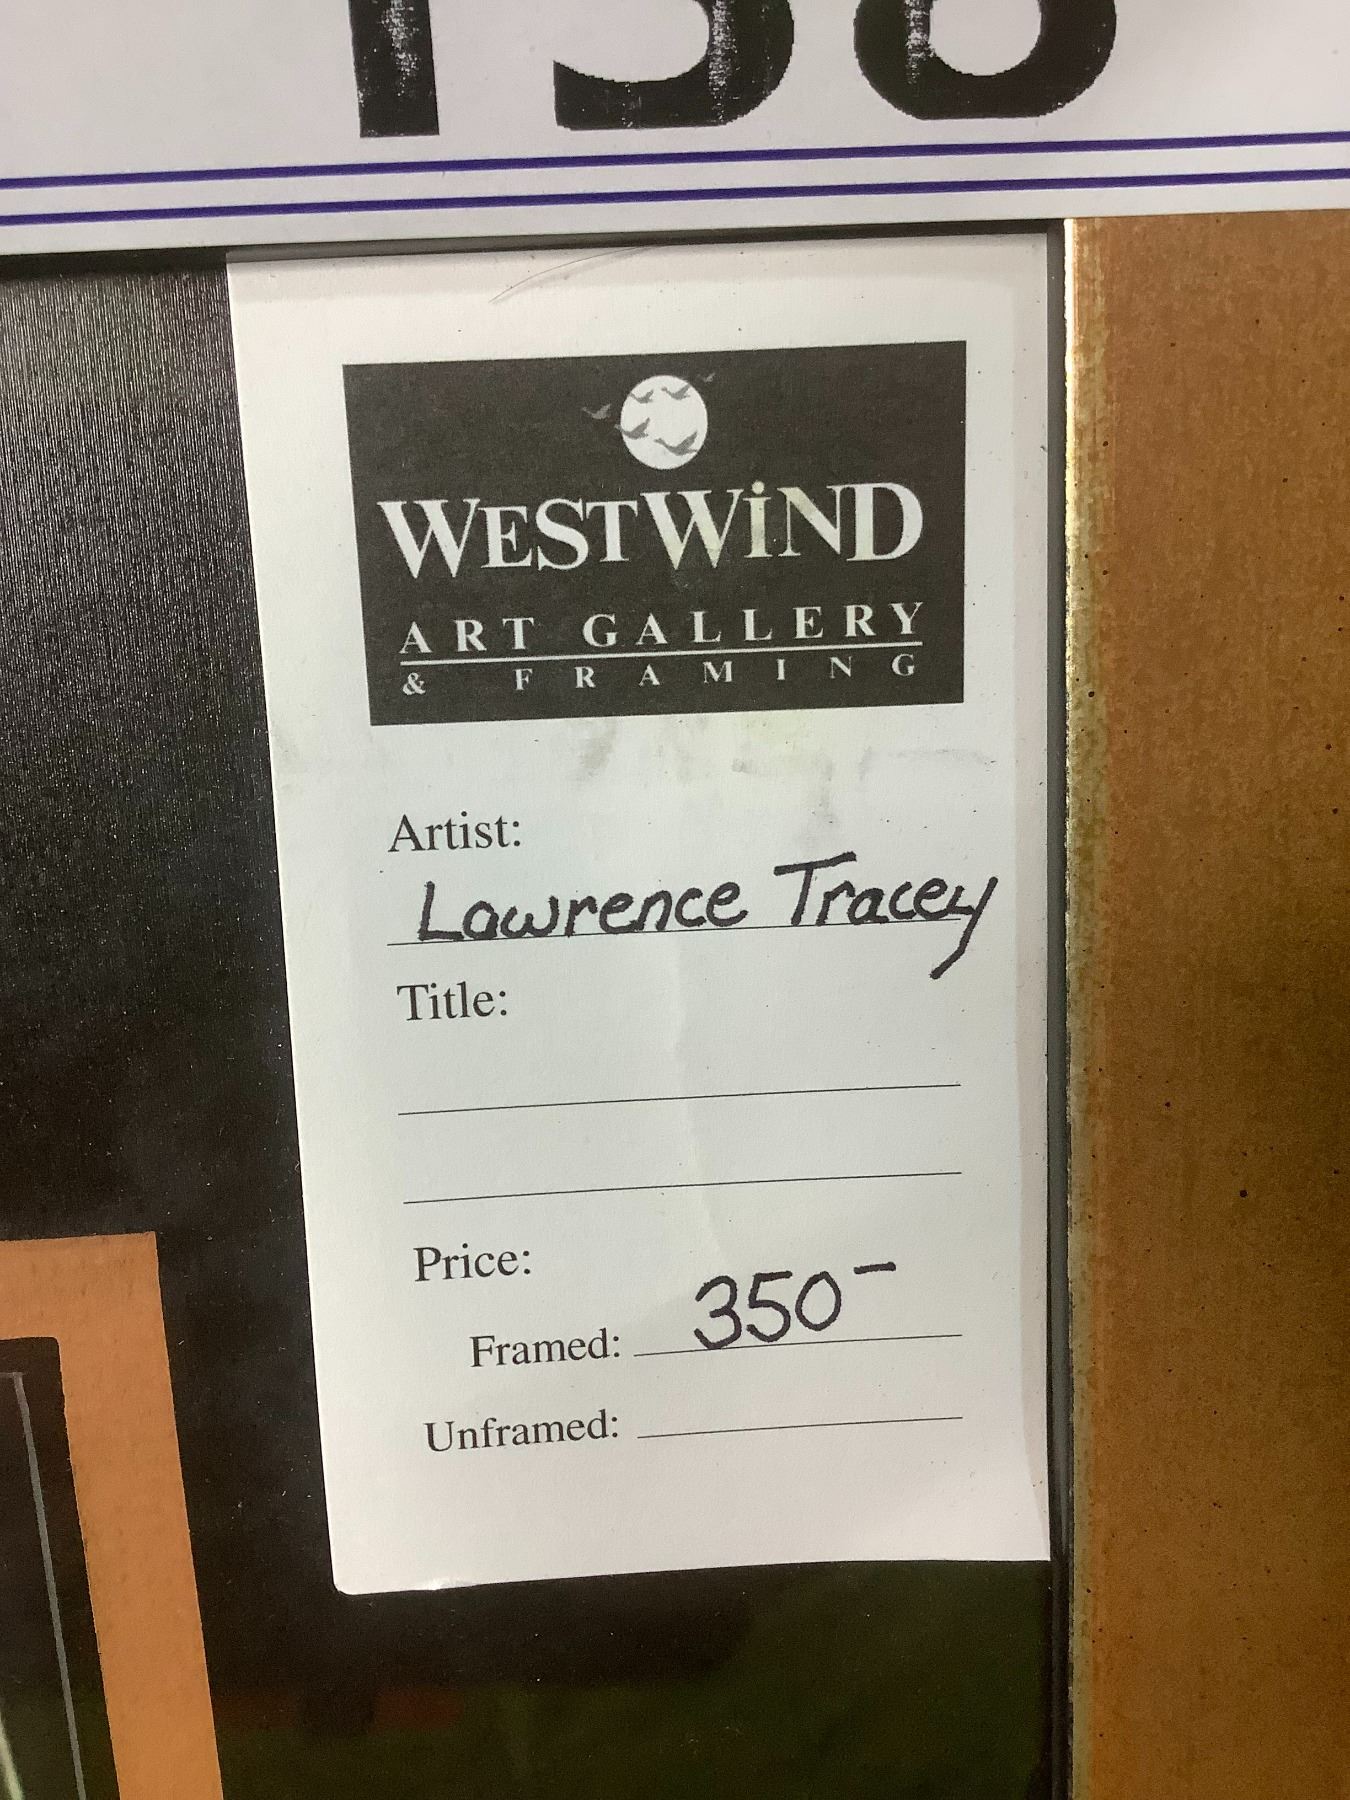 WESTWiND
ART GALLERY
& FRAMING
Artist:
Lawrence Tracey
Title:
Price:
Framed: 350-
Unframed: